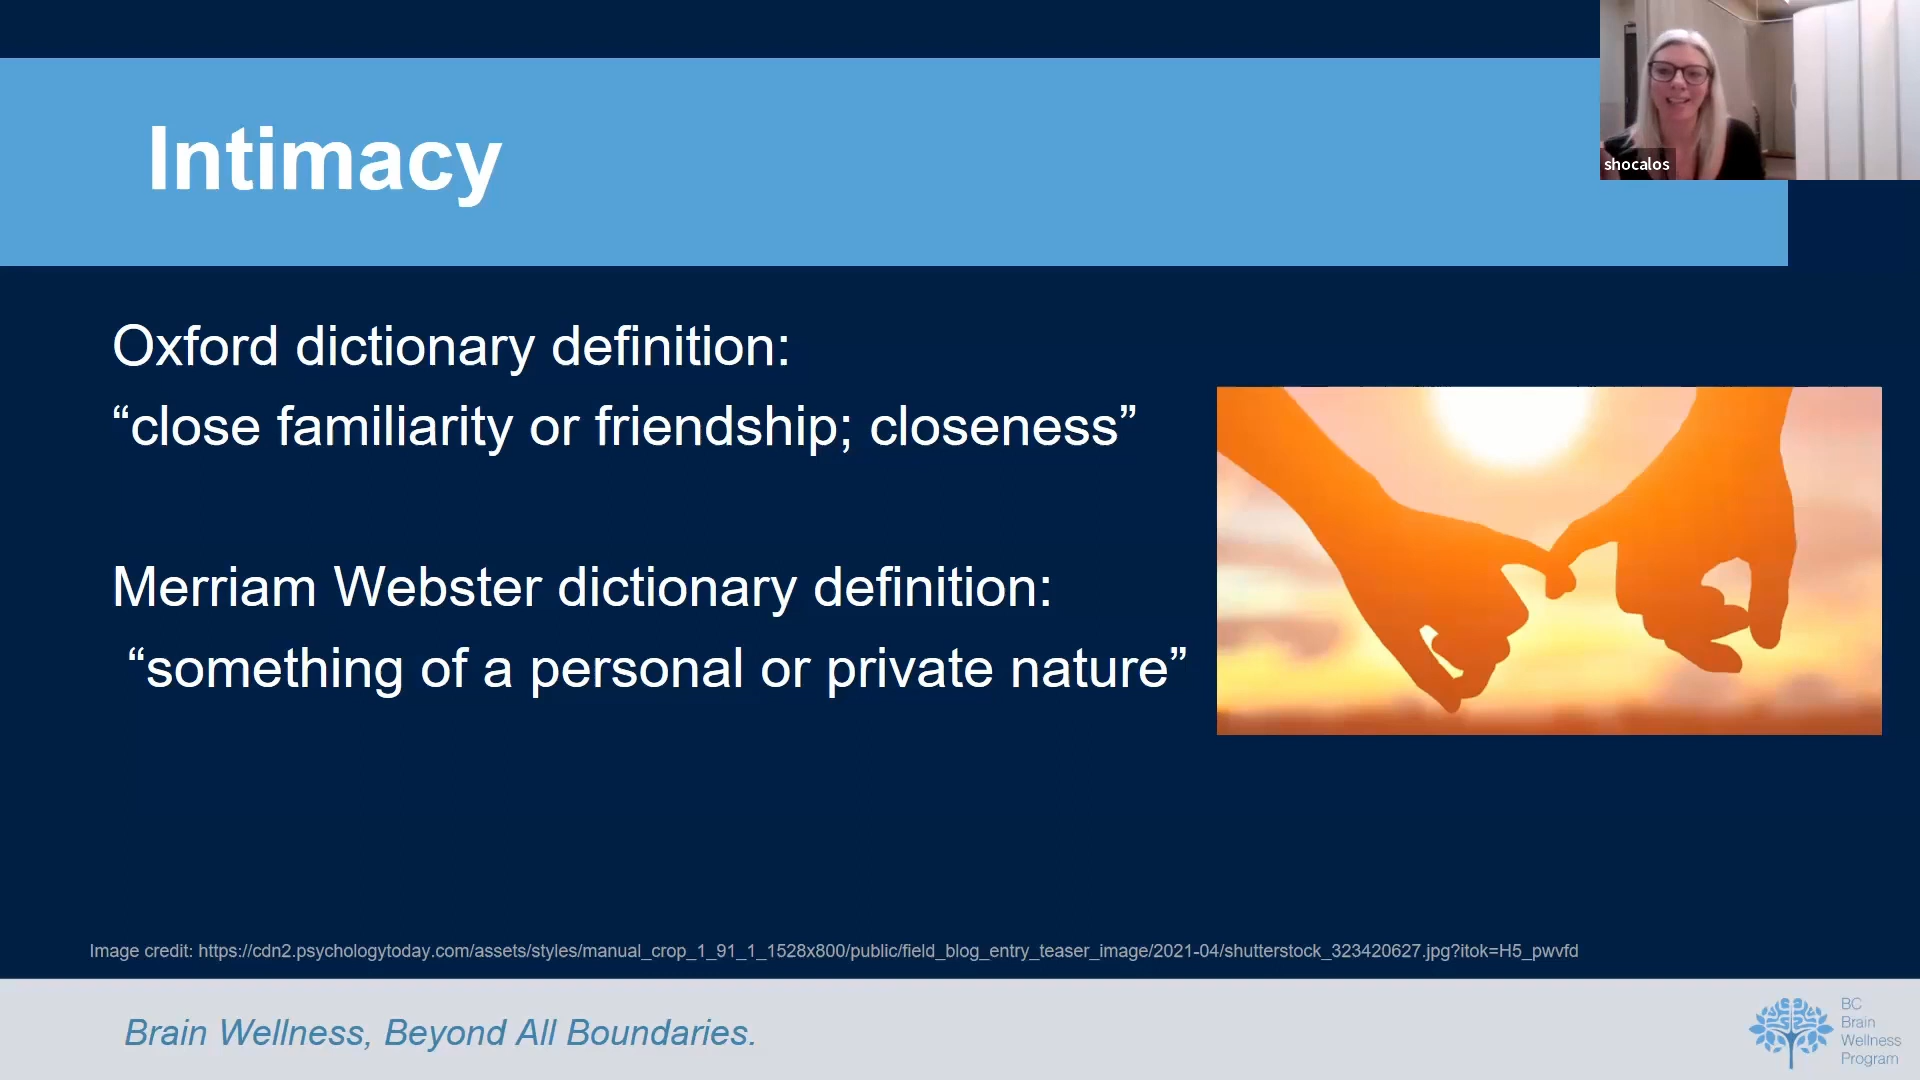 shocalos
Intimacy
Oxford dictionary definition:
“close familiarity or friendship; closeness”
Merriam Webster dictionary definition:
“something of a personal or private nature”
Image credit: https://cdn2.psychologytoday.com/assets/styles/manual_crop_1_91_1_1528x800/public/field_blog_entry_teaser_image/2021-04/shutterstock_323420627.jpg?itok=H5_pwvfd
Brain Wellness, Beyond All Boundaries.
BC
Brain
Wellness
Program